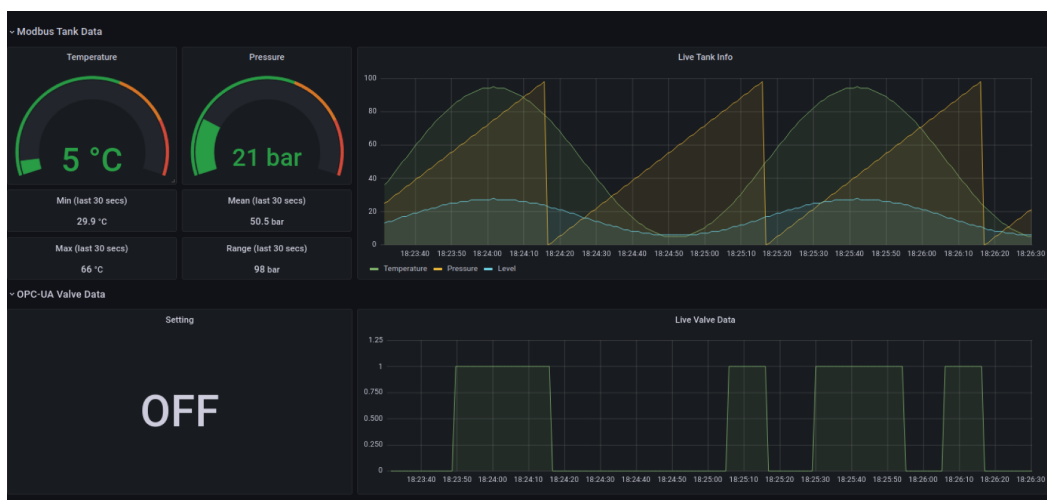 Modbus Tank Data
Temperature
5 °C
Pressure
21 bar
Min (last 30 secs)
29.9 °C
Mean (last 30 secs)
50.5 bar
Max (last 30 secs)
66 °C
Range (last 30 secs)
98 bar
Live Tank Info
100
80
60
40
20
0
18:23:40 18:23:50 18:24:00 18:24:10 18:24:20 18:24:30 18:24:40 18:24:50 18:25:00 18:25:10 18:25:20 18:25:30 18:25:40 18:25:50 18:26:00 18:26:10 18:26:20 18:26:30
Temperature Pressure Level
OPC-UA Valve Data
Setting
OFF
Live Valve Data
1.25
1
0.750
0.500
0.250
0
18:23:40 18:23:50 18:24:00 18:24:10 18:24:20 18:24:30 18:24:40 18:24:50 18:25:00 18:25:10 18:25:20 18:25:30 18:25:40 18:25:50 18:26:00 18:26:10 18:26:20 18:26:30